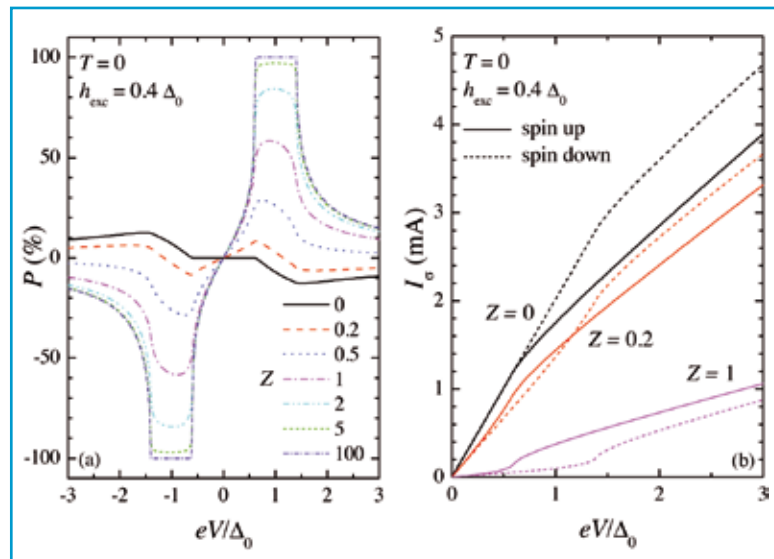 100
50
0
-50
-100
P (%)
T = 0
h_exc = 0.4 Δ_0
Z
0
0.2
0.5
1
2
5
100
(a)
-3 -2 -1 0 1 2 3
eV/Δ_0
5
4
3
2
1
0
I_σ (mA)
T = 0
h_exc = 0.4 Δ_0
spin up
spin down
Z = 0
Z = 0.2
Z = 1
(b)
0 1 2 3
eV/Δ_0